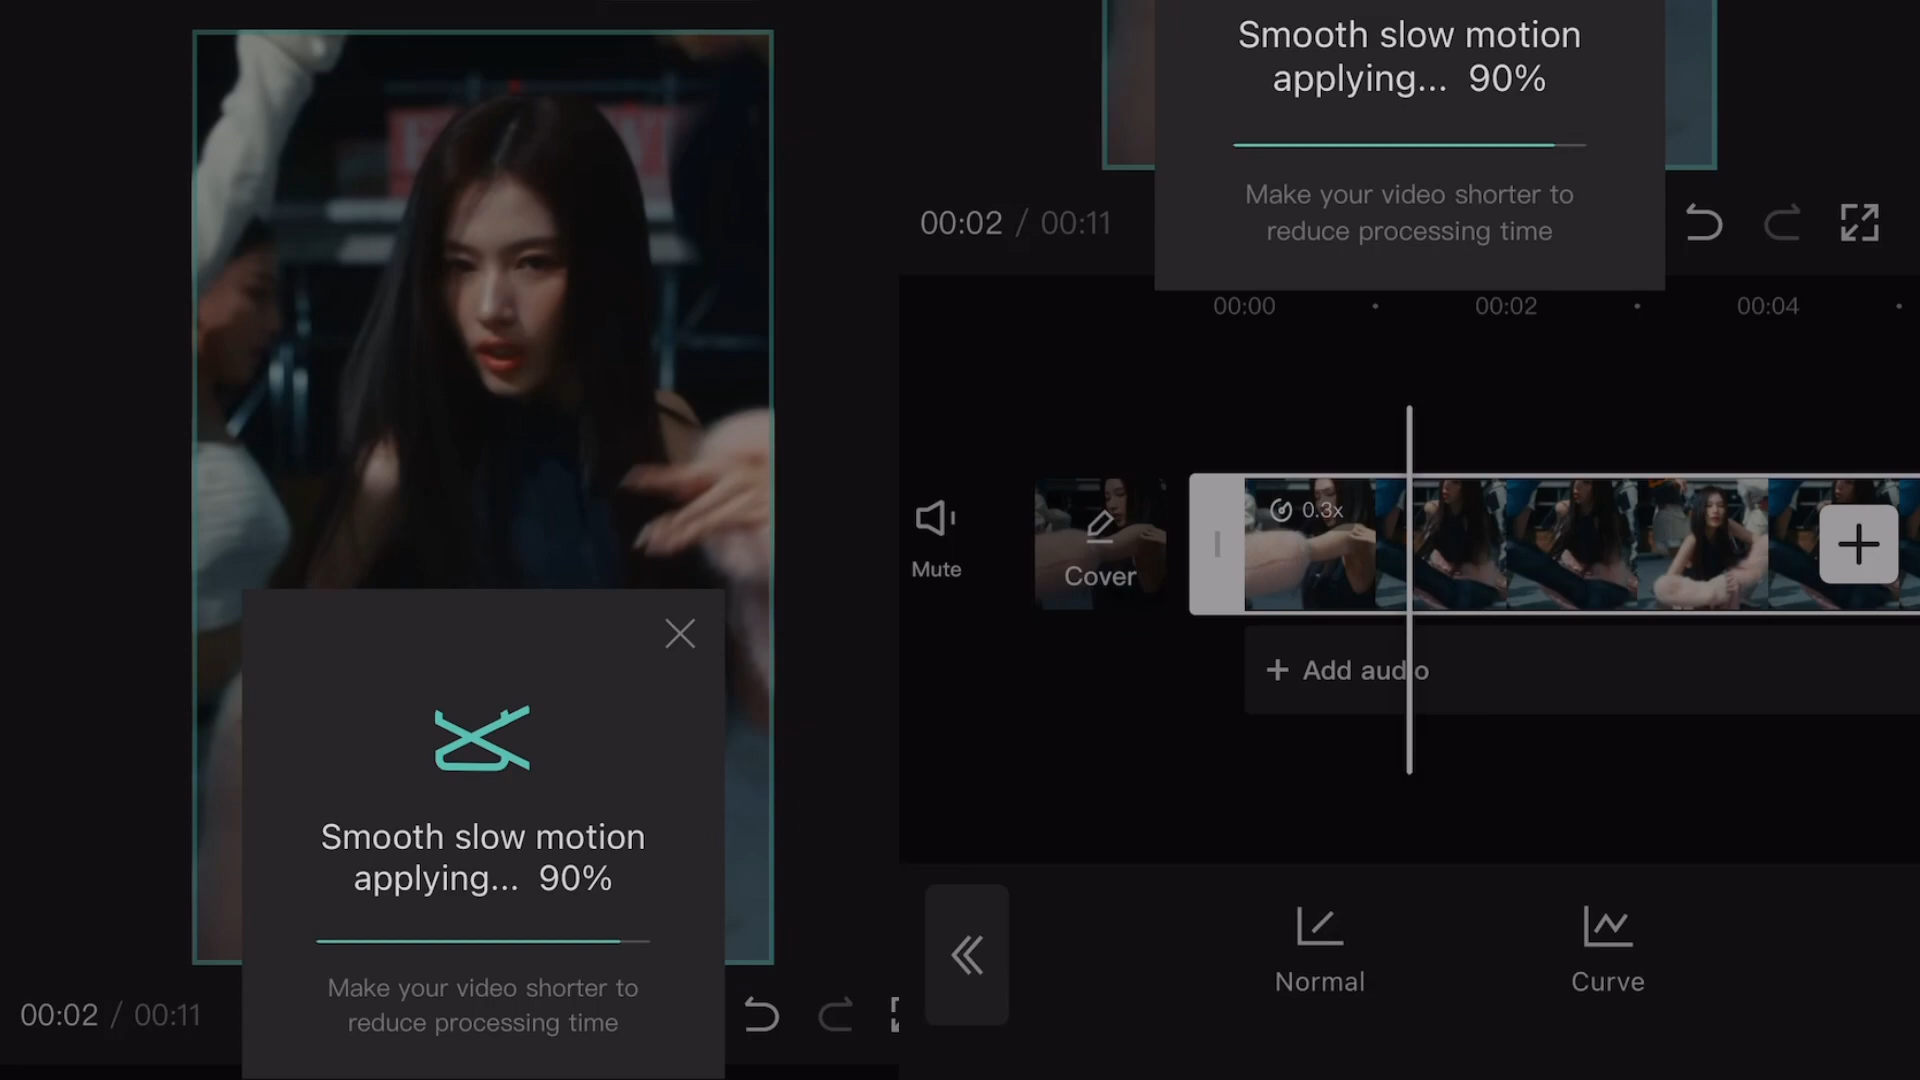 Smooth slow motion
applying... 90%
Make your video shorter to
reduce processing time
00:02 / 00:11
Smooth slow motion
applying... 90%
Make your video shorter to
reduce processing time
00:02 / 00:11
00:00
00:02
00:04
Mute
Cover
0.3x
+ Add audio
Normal
Curve